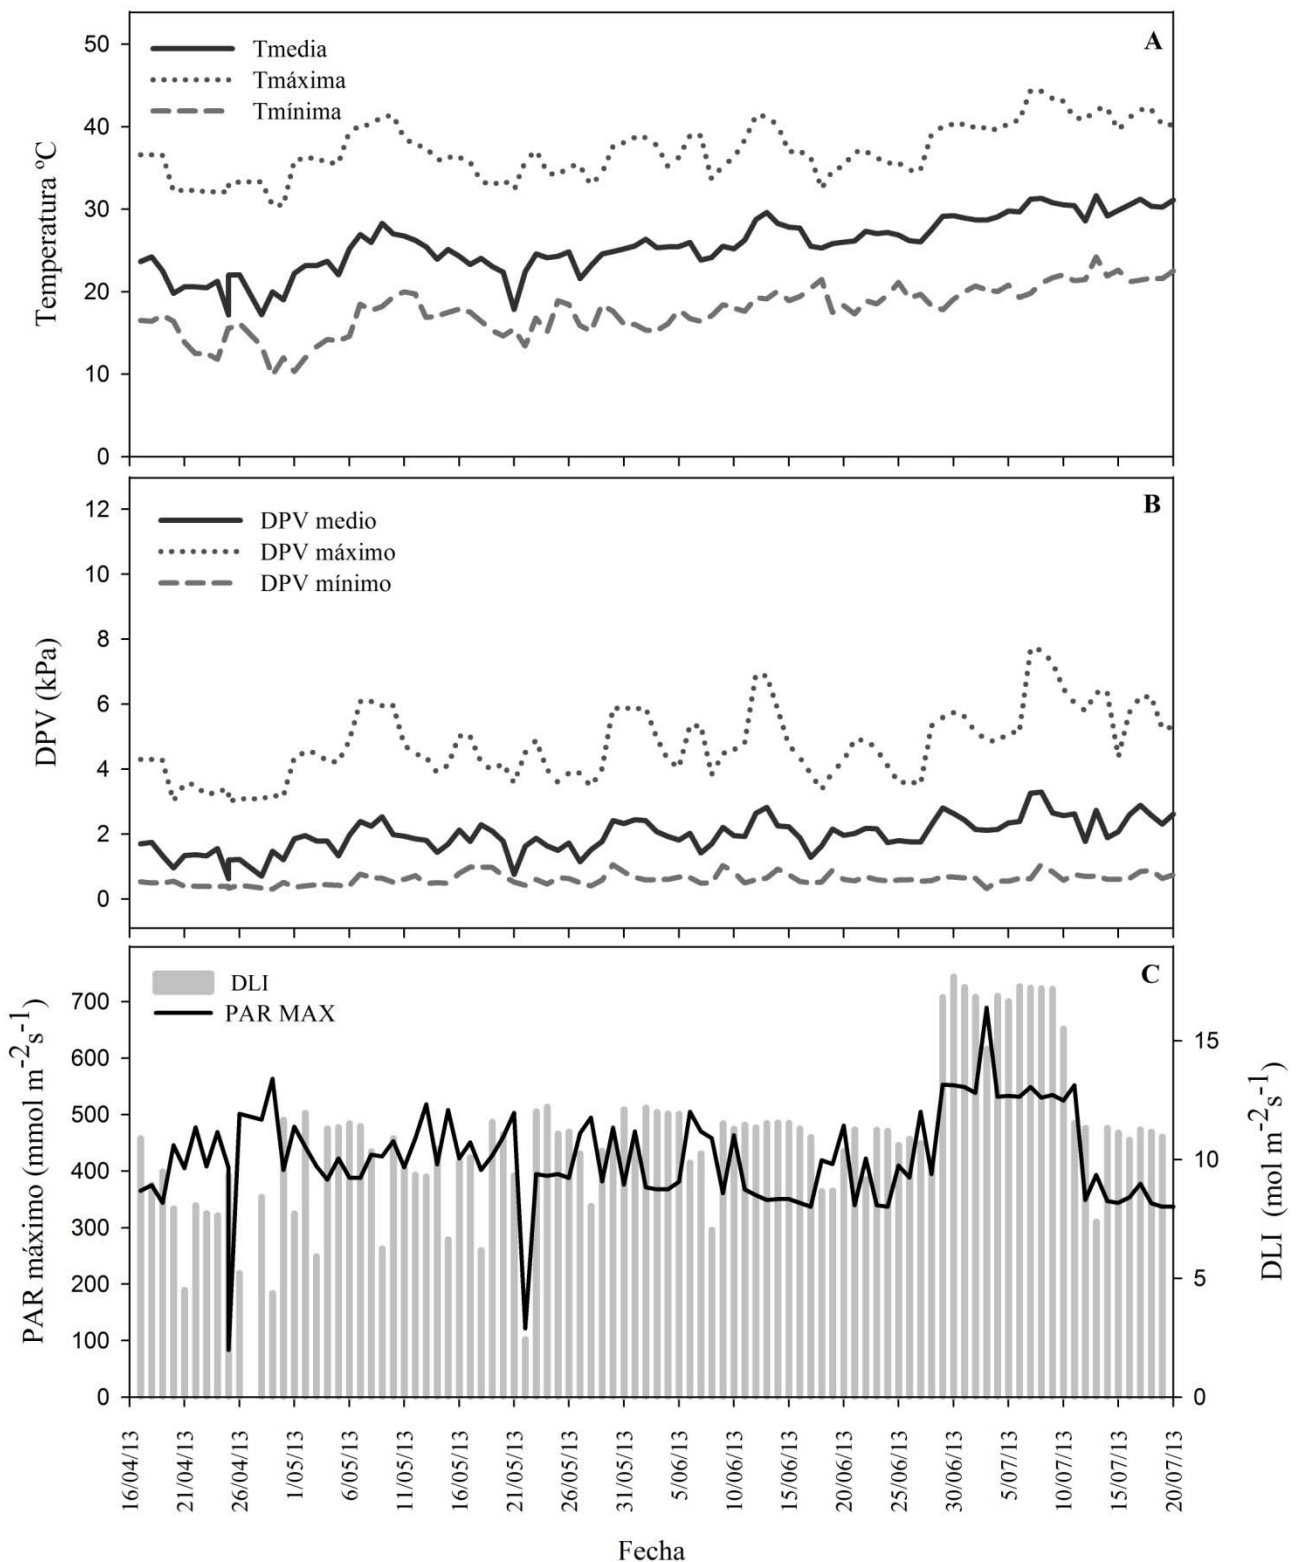 A
50
40
30
20
10
0
Temperatura ºC
Tmedia
Tmáxima
Tmínima
B
12
10
8
6
4
2
0
DPV (kPa)
DPV medio
DPV máximo
DPV mínimo
C
700
600
500
400
300
200
100
0
PAR máximo (mmol m⁻²s⁻¹)
DLI
PAR MAX
15
10
5
0
DLI (mol m⁻²s⁻¹)
16/04/13
21/04/13
26/04/13
1/05/13
6/05/13
11/05/13
16/05/13
21/05/13
26/05/13
31/05/13
5/06/13
10/06/13
15/06/13
20/06/13
25/06/13
30/06/13
5/07/13
10/07/13
15/07/13
20/07/13
Fecha